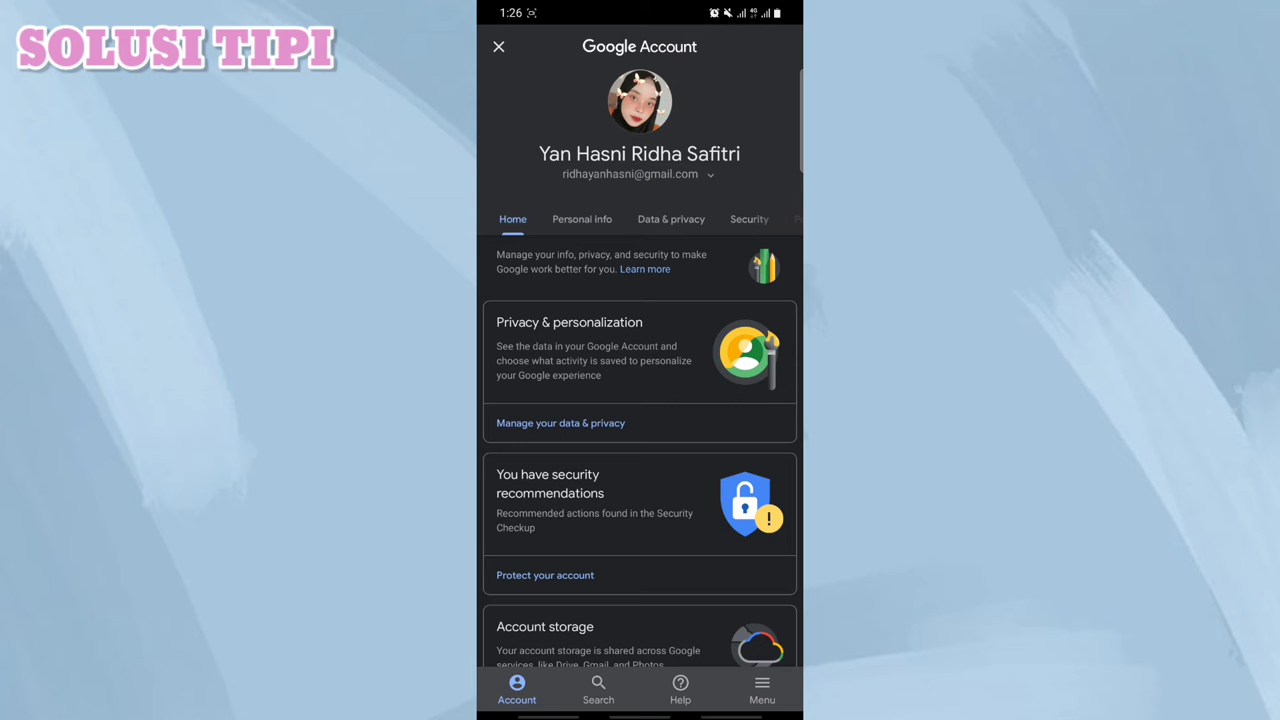 SOLUSI TIPI
1:26
4G
Google Account
Yan Hasni Ridha Safitri
ridhayanhasni@gmail.com
Home Personal info Data & privacy Security
Manage your info, privacy, and security to make
Google work better for you. Learn more
Privacy & personalization
See the data in your Google Account and
choose what activity is saved to personalize
your Google experience
Manage your data & privacy
You have security
recommendations
Recommended actions found in the Security
Checkup
Protect your account
Account storage
Your account storage is shared across Google
services, like Drive, Gmail, and Photos
Account Search Help Menu